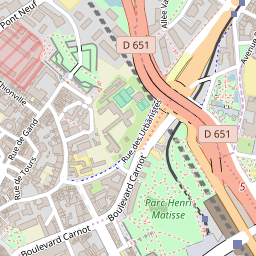 Pont Neuf
Allée Va
D 651
Avenue
Thionville
Rue de Gand
Rue de Tours
Rue des Urbanistes
D 651
Boulevard Carnot
5
Parc Henri
Matisse
Boulevard Carnot